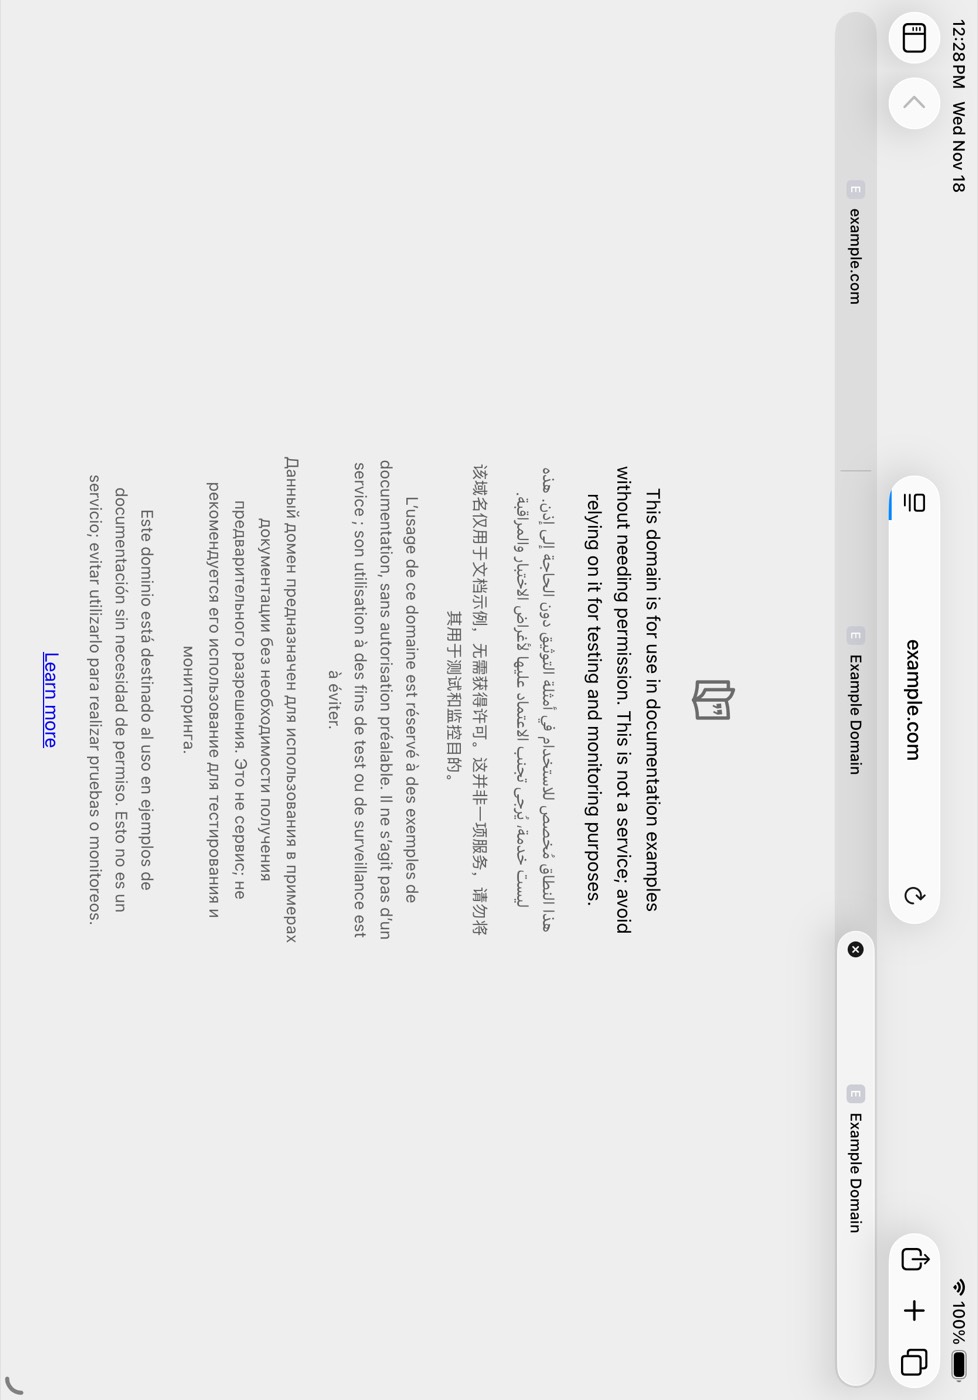 12:28 PM Wed Nov 18
100%
example.com
E example.com
E Example Domain
E Example Domain
This domain is for use in documentation examples
without needing permission. This is not a service; avoid
relying on it for testing and monitoring purposes.
هذا النطاق مُخصص للاستخدام في أمثلة التوثيق دون الحاجة إلى إذن. هذه
ليست خدمة، يُرجى تجنب الاعتماد عليها لأغراض الاختبار والمراقبة.
该域名仅用于文档示例，无需获得许可。这并非一项服务，请勿将
其用于测试和监控目的。
L’usage de ce domaine est réservé à des exemples de
documentation, sans autorisation préalable. Il ne s’agit pas d’un
service ; son utilisation à des fins de test ou de surveillance est
à éviter.
Данный домен предназначен для использования в примерах
документации без необходимости получения
предварительного разрешения. Это не сервис; не
рекомендуется его использование для тестирования и
мониторинга.
Este dominio está destinado al uso en ejemplos de
documentación sin necesidad de permiso. Esto no es un
servicio; evitar utilizarlo para realizar pruebas o monitoreos.
Learn more